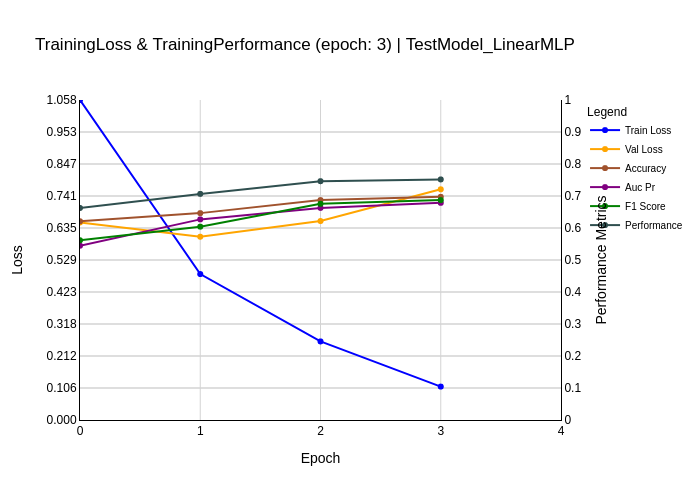 TrainingLoss & TrainingPerformance (epoch: 3) | TestModel_LinearMLP
1.058
0.953
0.847
0.741
0.635
0.529
0.423
0.318
0.212
0.106
0.000
Loss
0
1
2
3
4
Epoch
1
0.9
0.8
0.7
0.6
0.5
0.4
0.3
0.2
0.1
0
Performance Metrics
Legend
Train Loss
Val Loss
Accuracy
Auc Pr
F1 Score
Performance